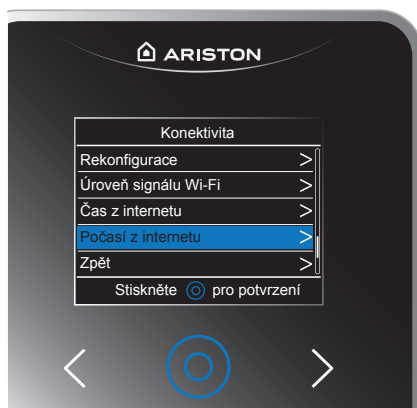 ARISTON
Konektivita
Rekonfigurace >
Úroveň signálu Wi-Fi >
Čas z internetu >
Počasí z internetu >
Zpět >
Stiskněte pro potvrzení